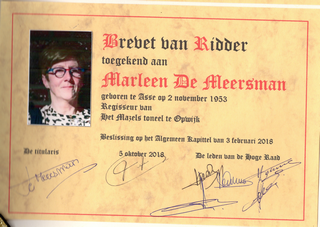 Brevet van Ridder
toegekend aan
Marleen De Meersman
geboren te Asse op 2 november 1953
Regisseur van
Het Mazels toneel te Opwijk
Beslissing op het Algemeen Kapittel van 3 februari 2018
De titularis
5 oktober 2018
De leden van de Hoge Raad
Meersman